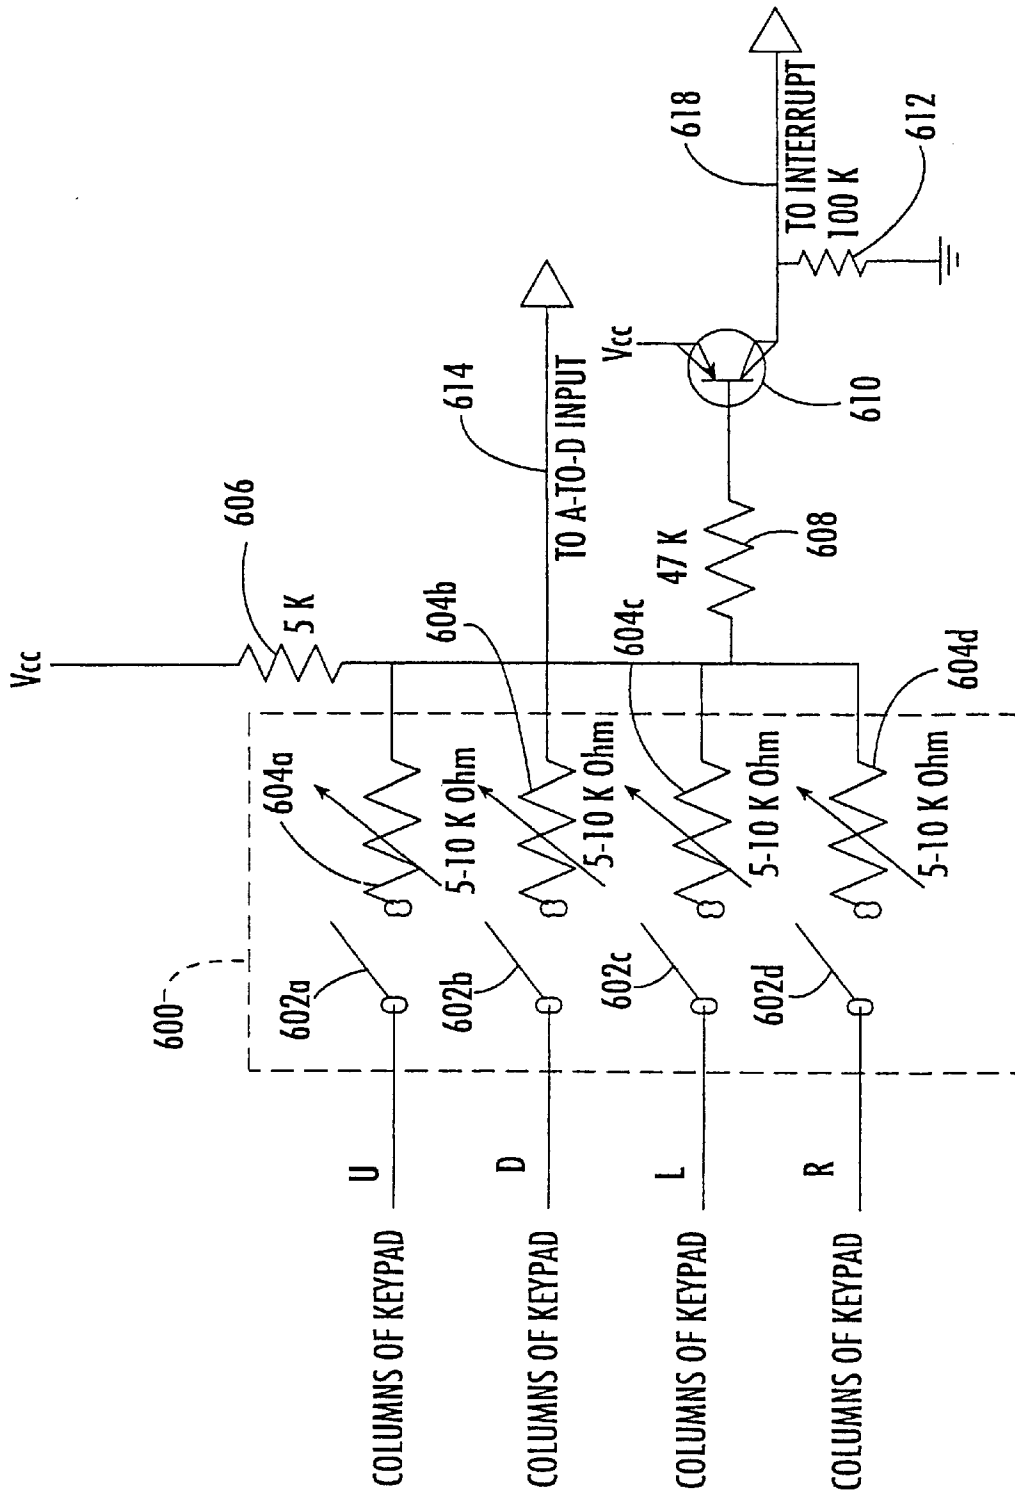 Vcc
606
5 K
600
604a
602a
U
COLUMNS OF KEYPAD
5-10 K Ohm
604b
614
TO A-TO-D INPUT
602b
D
COLUMNS OF KEYPAD
5-10 K Ohm
604c
602c
L
COLUMNS OF KEYPAD
5-10 K Ohm
47 K
608
Vcc
610
618
TO INTERRUPT
100 K
612
602d
R
COLUMNS OF KEYPAD
5-10 K Ohm
604d